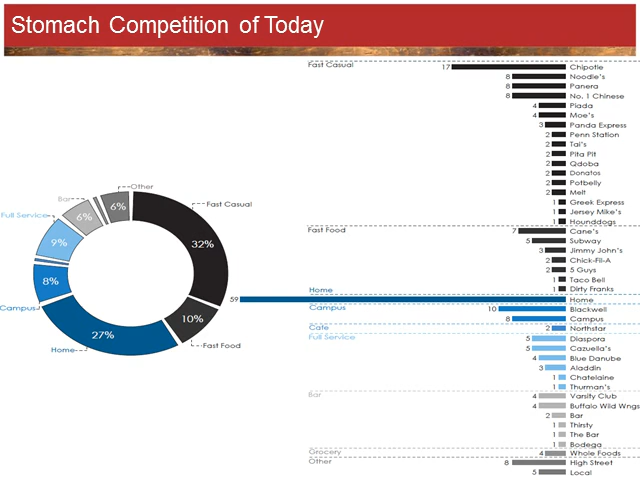 Stomach Competition of Today
Fast Casual
17 Chipotle
8 Noodle's
8 Panera
8 No. 1 Chinese
4 Piada
4 Moe's
3 Panda Express
2 Penn Station
2 Tai's
2 Pita Pit
2 Qdoba
2 Donatos
2 Potbelly
2 Melt
1 Greek Express
1 Jersey Mike's
1 Hounddogs
Fast Food
7 Cane's
5 Subway
3 Jimmy John's
2 Chick-Fil-A
2 5 Guys
1 Taco Bell
1 Dirty Franks
Home
59 Home
Campus
10 Blackwell
8 Campus
Cafe
2 Northstar
Full Service
5 Diaspora
5 Cazuella's
4 Blue Danube
3 Aladdin
1 Chatelaine
1 Thurman's
Bar
4 Varsity Club
4 Buffalo Wild Wngs
2 Bar
1 Thirsty
1 The Bar
1 Bodega
Grocery
4 Whole Foods
Other
8 High Street
5 Local
Other
6%
Bar
6%
Fast Casual
32%
Full Service
9%
8%
Campus
27%
Home
10%
Fast Food